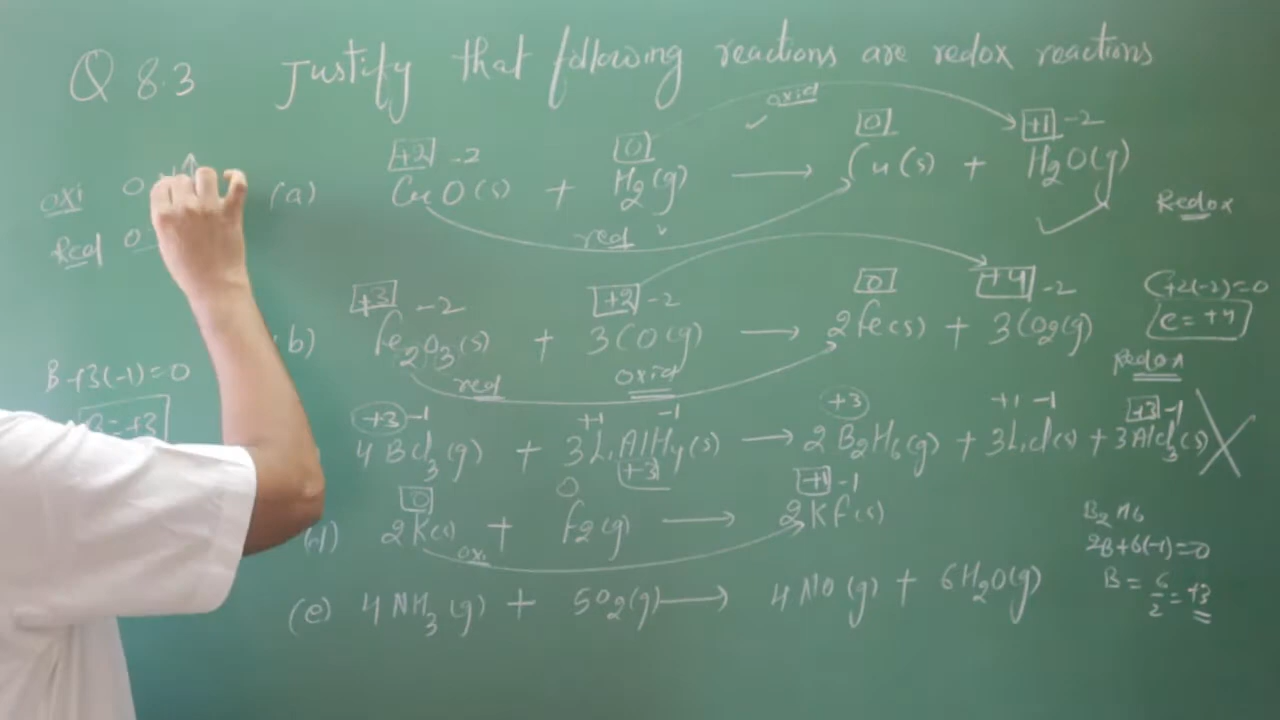 Q 8.3 Justify that following reactions are redox reactions
oxid
+2 -2 0 0 +1 -2
oxi (a) CuO(s) + H2(g) → Cu(s) + H2O(g)
Redox
Red red
+3 -2 +2 -2 0 +4 -2 C+2(-2)=0
b) Fe2O3(s) + 3CO(g) → 2Fe(s) + 3CO2(g) C=+4
red oxid Redox
B+3(-1)=0
B=+3
+3 -1 +1 -1 +3 +1 -1 +3 -1
4BCl3(g) + 3LiAlH4(s) → 2B2H6(g) + 3LiCl(s) + 3AlCl3(s)
+3
0 0 +1 -1
(d) 2K(s) + F2(g) → 2KF(s)
oxi
B2H6
2B+6(-1)=0
B=6/2=+3
(e) 4NH3(g) + 5O2(g) → 4NO(g) + 6H2O(g)